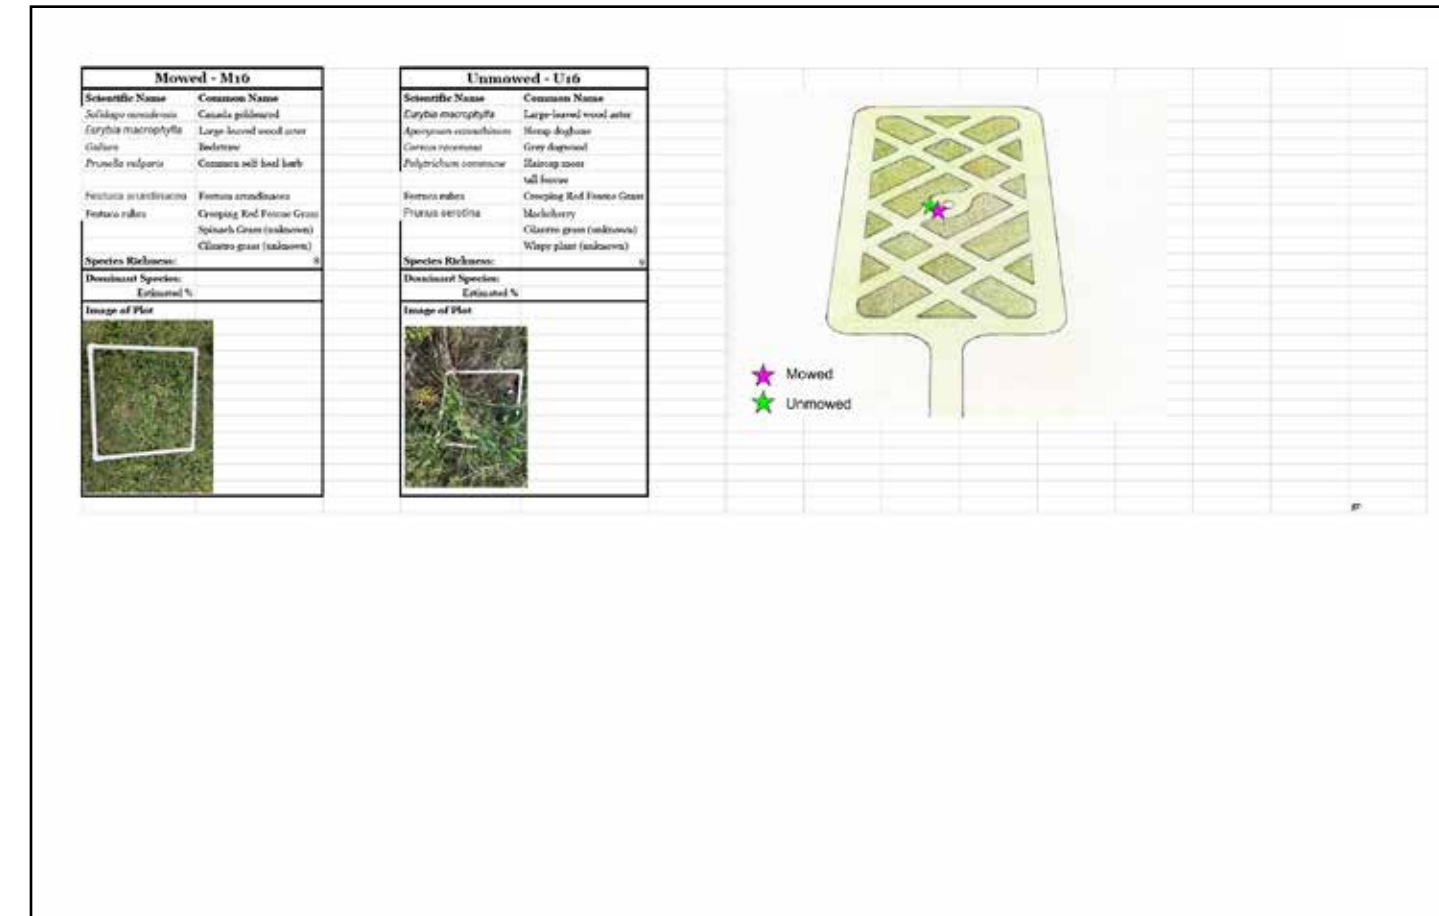 Mowed - M16
Scientific Name Common Name
Solidago canadensis Canada goldenrod
Eurybia macrophylla Large-leaved wood aster
Galium Bedstraw
Prunella vulgaris Common self-heal herb
Festuca arundinacea Festuca arundinacea
Festuca rubra Creeping Red Fescue Grass
Spinach Grass (unknown)
Cilantro grass (unknown)
Species Richness: 8
Dominant Species:
Estimated %
Image of Plot
Unmowed - U16
Scientific Name Common Name
Eurybia macrophylla Large-leaved wood aster
Apocynum cannabinum Hemp dogbane
Cornus racemosa Grey dogwood
Polytrichum commune Haircap moss
tall fescue
Festuca rubra Creeping Red Fescue Grass
Prunus serotina blackcherry
Cilantro grass (unknown)
Wispy plant (unknown)
Species Richness: 9
Dominant Species:
Estimated %
Image of Plot
Mowed
Unmowed